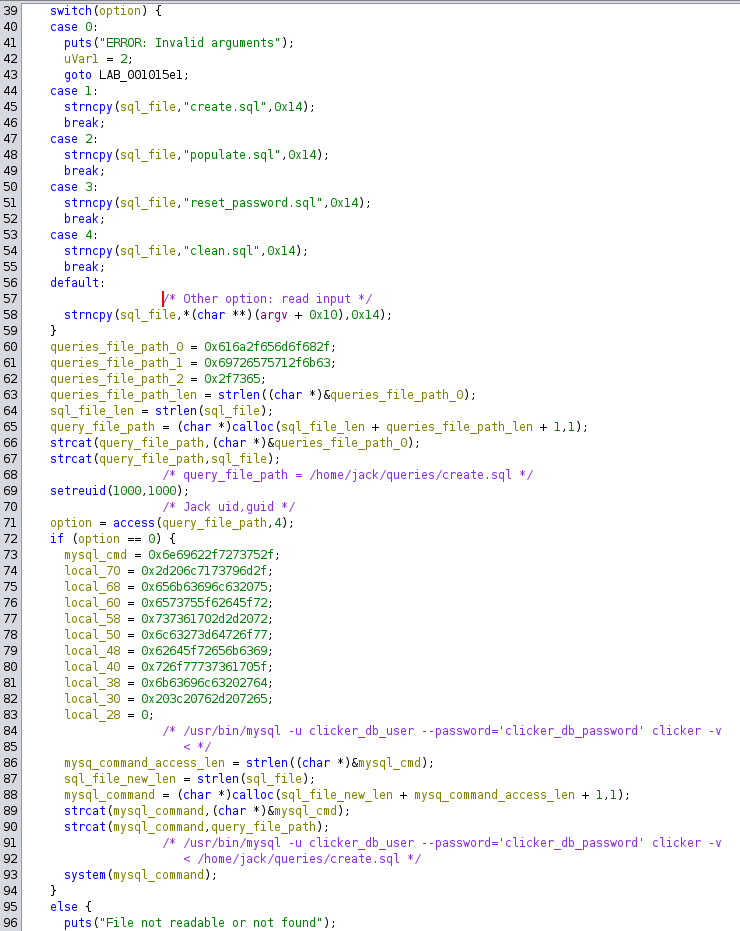 39 switch(option) {
40 case 0:
41 puts("ERROR: Invalid arguments");
42 uVar1 = 2;
43 goto LAB_001015e1;
44 case 1:
45 strncpy(sql_file,"create.sql",0x14);
46 break;
47 case 2:
48 strncpy(sql_file,"populate.sql",0x14);
49 break;
50 case 3:
51 strncpy(sql_file,"reset_password.sql",0x14);
52 break;
53 case 4:
54 strncpy(sql_file,"clean.sql",0x14);
55 break;
56 default:
57 /* Other option: read input */
58 strncpy(sql_file,*(char **)(argv + 0x10),0x14);
59 }
60 queries_file_path_0 = 0x616a2f656d6f682f;
61 queries_file_path_1 = 0x69726575712f6b63;
62 queries_file_path_2 = 0x2f7365;
63 queries_file_path_len = strlen((char *)&queries_file_path_0);
64 sql_file_len = strlen(sql_file);
65 query_file_path = (char *)calloc(sql_file_len + queries_file_path_len + 1,1);
66 strcat(query_file_path,(char *)&queries_file_path_0);
67 strcat(query_file_path,sql_file);
68 /* query_file_path = /home/jack/queries/create.sql */
69 setreuid(1000,1000);
70 /* Jack uid,guid */
71 option = access(query_file_path,4);
72 if (option == 0) {
73 mysql_cmd = 0x6e69622f7273752f;
74 local_70 = 0x2d206c7173796d2f;
75 local_68 = 0x656b63696c632075;
76 local_60 = 0x6573755f62645f72;
77 local_58 = 0x737361702d2d2072;
78 local_50 = 0x6c63273d64726f77;
79 local_48 = 0x62645f72656b6369;
80 local_40 = 0x726f77737361705f;
81 local_38 = 0x6b63696c63202764;
82 local_30 = 0x203c20762d207265;
83 local_28 = 0;
84 /* /usr/bin/mysql -u clicker_db_user --password='clicker_db_password' clicker -v
85 < */
86 mysq_command_access_len = strlen((char *)&mysql_cmd);
87 sql_file_new_len = strlen(sql_file);
88 mysql_command = (char *)calloc(sql_file_new_len + mysq_command_access_len + 1,1);
89 strcat(mysql_command,(char *)&mysql_cmd);
90 strcat(mysql_command,query_file_path);
91 /* /usr/bin/mysql -u clicker_db_user --password='clicker_db_password' clicker -v
92 < /home/jack/queries/create.sql */
93 system(mysql_command);
94 }
95 else {
96 puts("File not readable or not found");